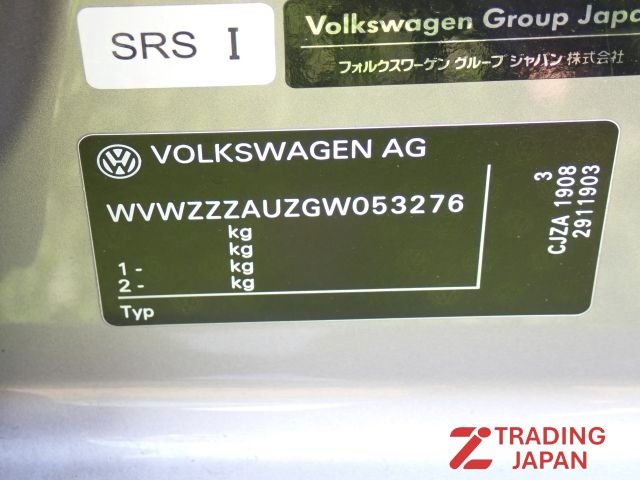 SRS I
Volkswagen Group Japa
フォルクスワーゲン グループ ジャパン 株式会社
VOLKSWAGEN AG
WVWZZZAUZGW053276
kg
kg
1 - kg
2 - kg
Typ
3
CJZA 1908
2911903
TRADING
JAPAN